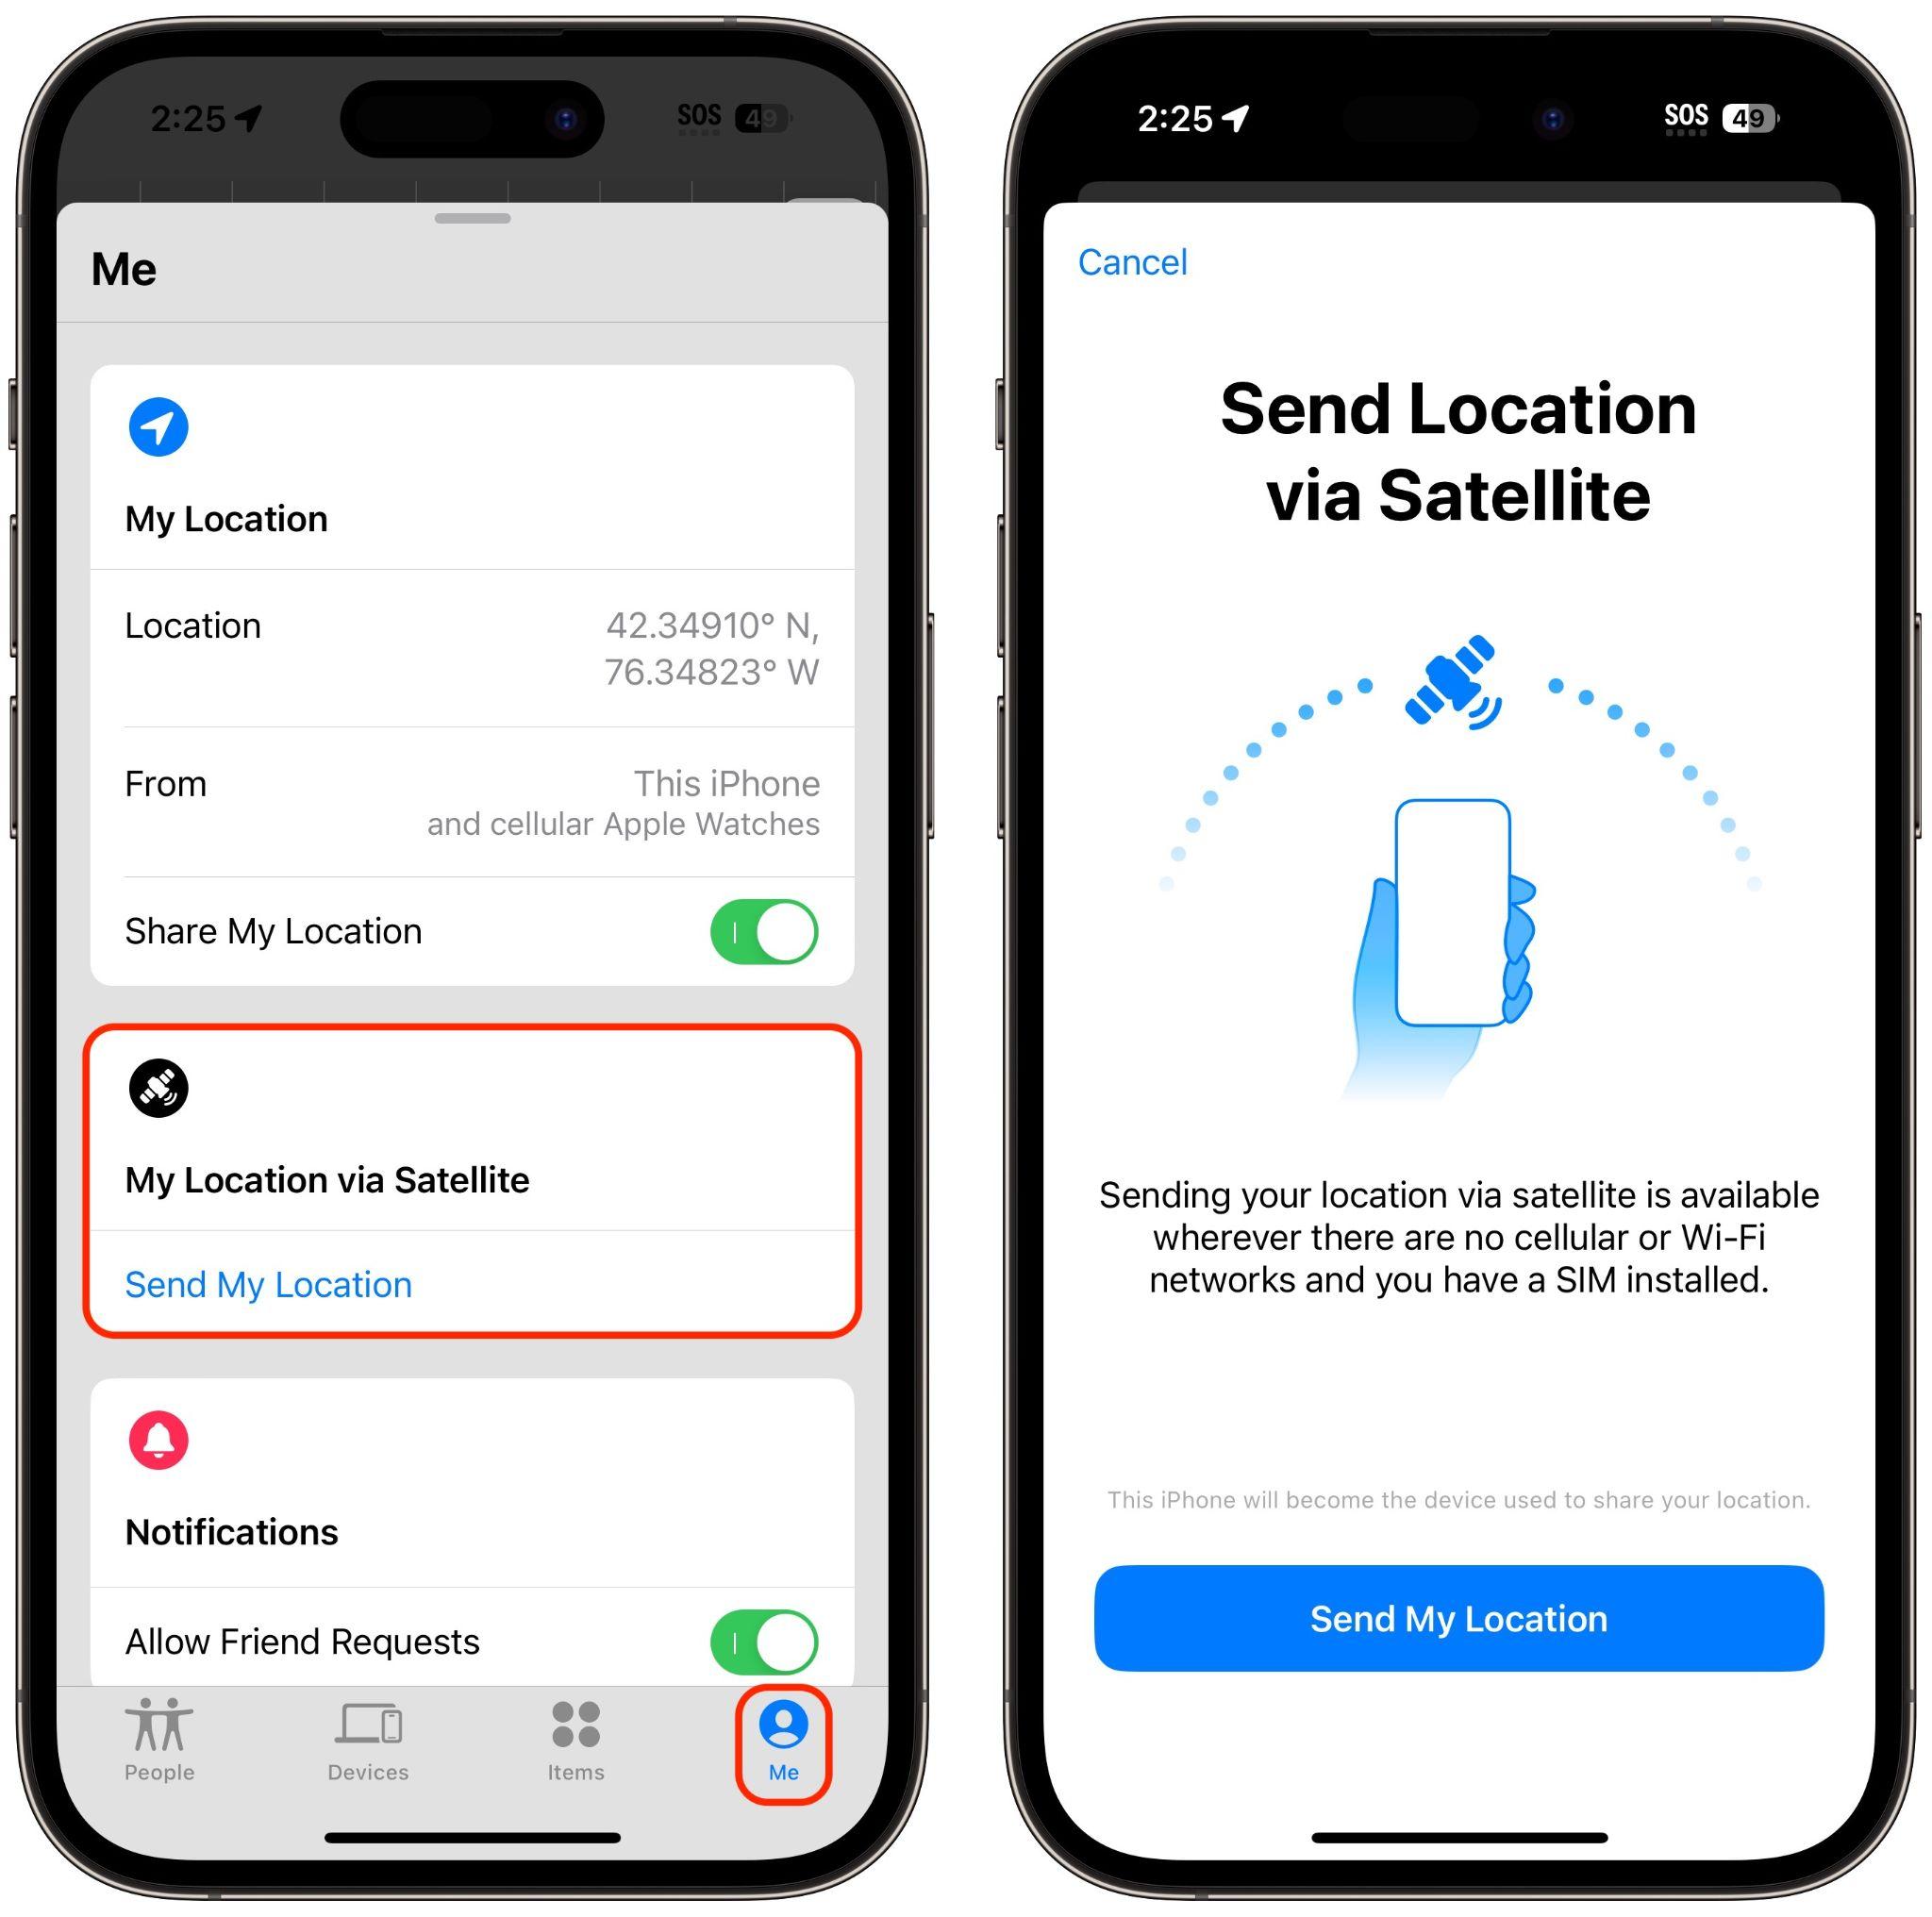 2:25
SOS 49
Me
My Location
Location
42.34910° N,
76.34823° W
From
This iPhone
and cellular Apple Watches
Share My Location
My Location via Satellite
Send My Location
Notifications
Allow Friend Requests
People
Devices
Items
Me
2:25
SOS 49
Cancel
Send Location
via Satellite
Sending your location via satellite is available
wherever there are no cellular or Wi-Fi
networks and you have a SIM installed.
This iPhone will become the device used to share your location.
Send My Location